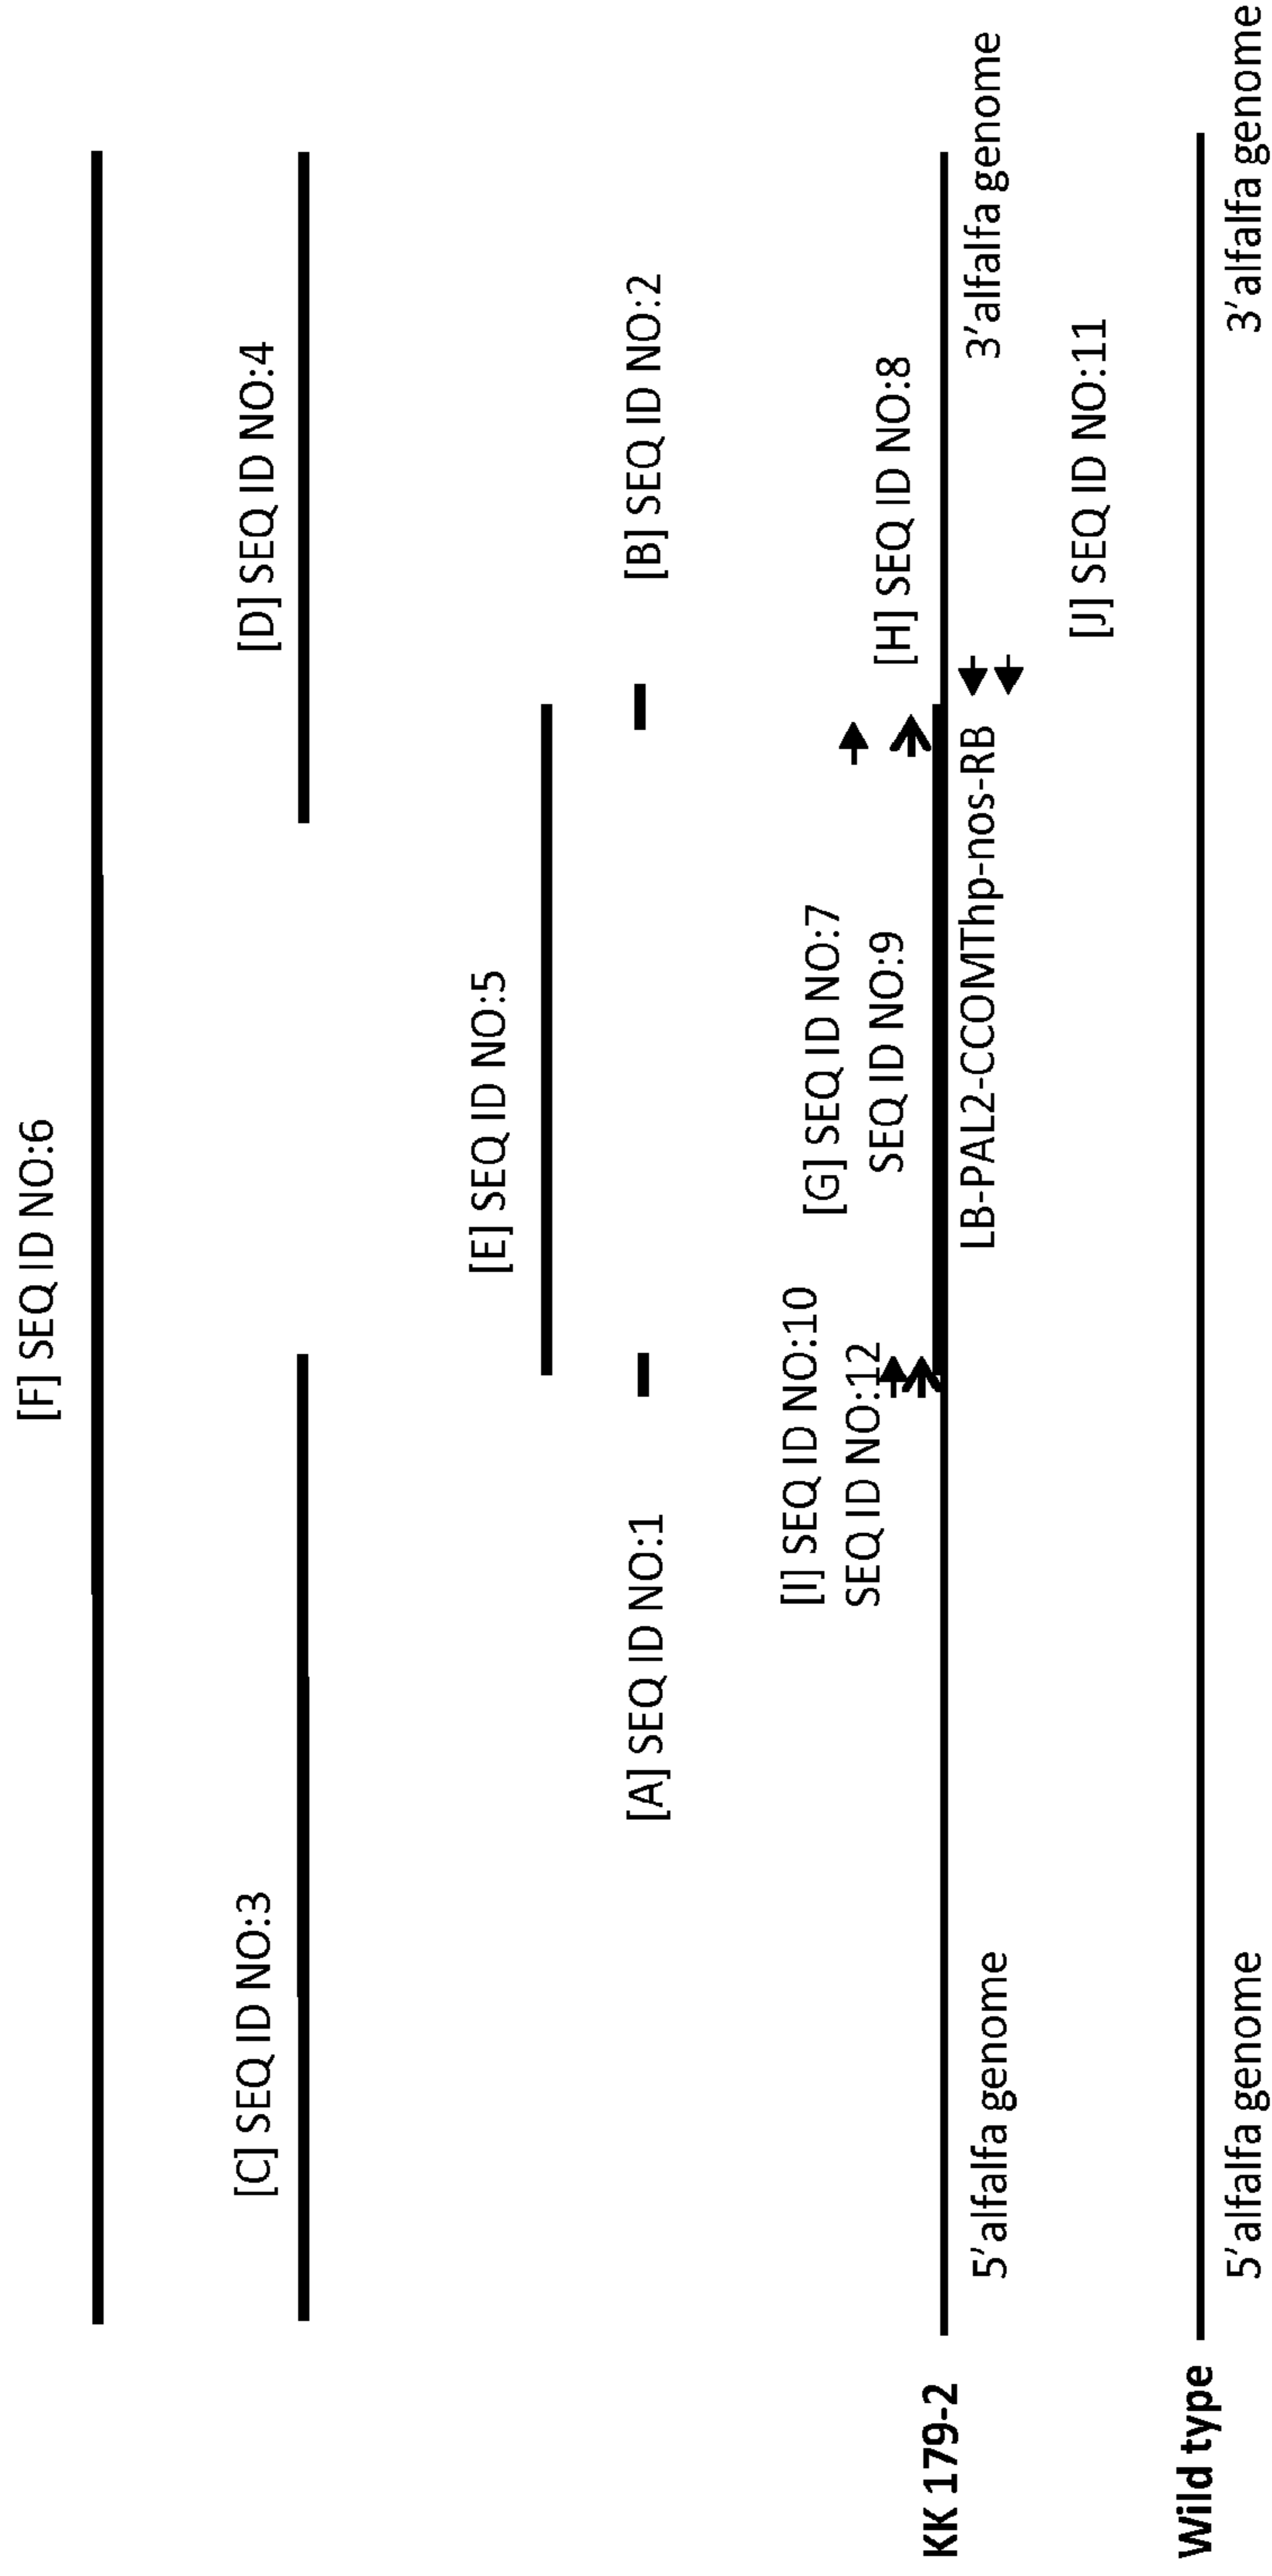 [F] SEQ ID NO:6
[C] SEQ ID NO:3
[D] SEQ ID NO:4
[E] SEQ ID NO:5
[A] SEQ ID NO:1
[B] SEQ ID NO:2
[I] SEQ ID NO:10
SEQ ID NO:12
[G] SEQ ID NO:7
SEQ ID NO:9
[H] SEQ ID NO:8
KK 179-2
5'alfalfa genome
LB-PAL2-CCOMThp-nos-RB
3'alfalfa genome
[J] SEQ ID NO:11
Wild type
5'alfalfa genome
3'alfalfa genome